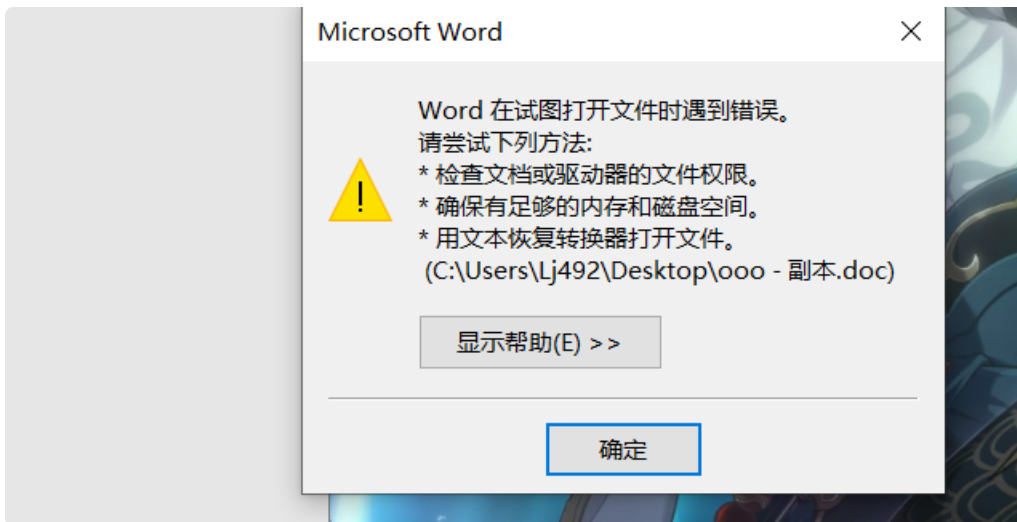 Microsoft Word
Word 在试图打开文件时遇到错误。
请尝试下列方法:
* 检查文档或驱动器的文件权限。
* 确保有足够的内存和磁盘空间。
* 用文本恢复转换器打开文件。
(C:\Users\Lj492\Desktop\ooo - 副本.doc)
显示帮助(E) >>
确定